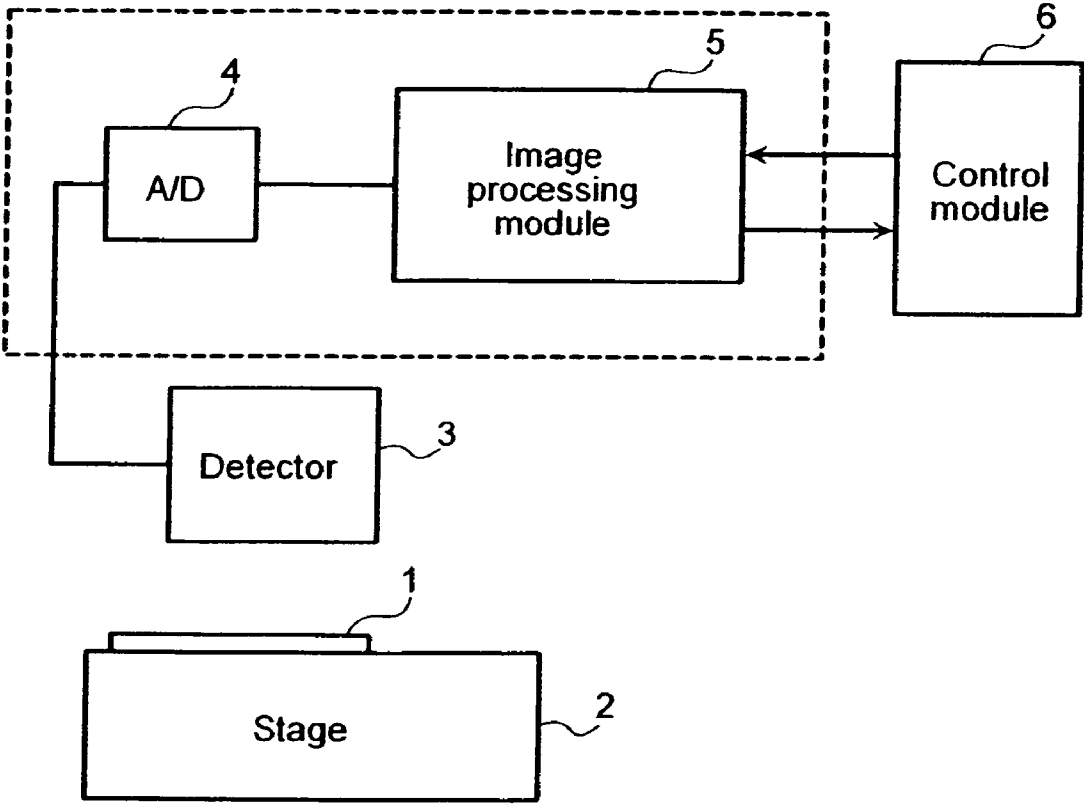 4
5
6
A/D
Image
processing
module
Control
module
3
Detector
1
2
Stage